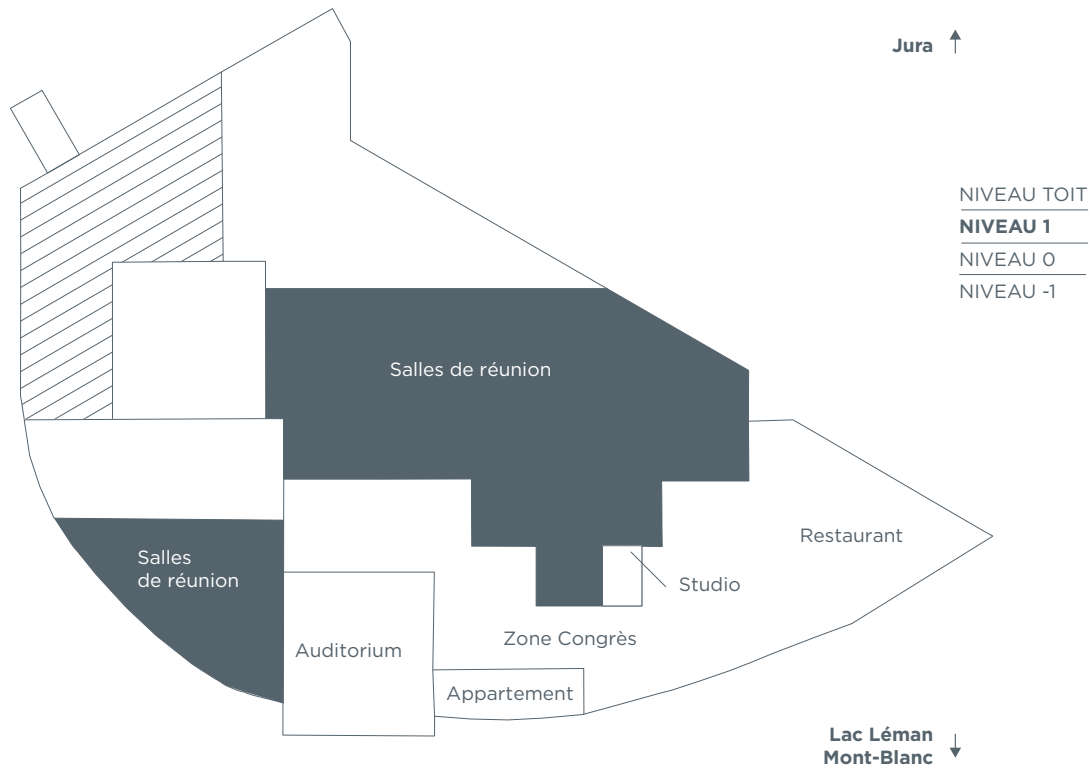 Jura
NIVEAU TOIT
NIVEAU 1
NIVEAU 0
NIVEAU -1
Salles de réunion
Restaurant
Salles
de réunion
Studio
Zone Congrès
Auditorium
Appartement
Lac Léman
Mont-Blanc